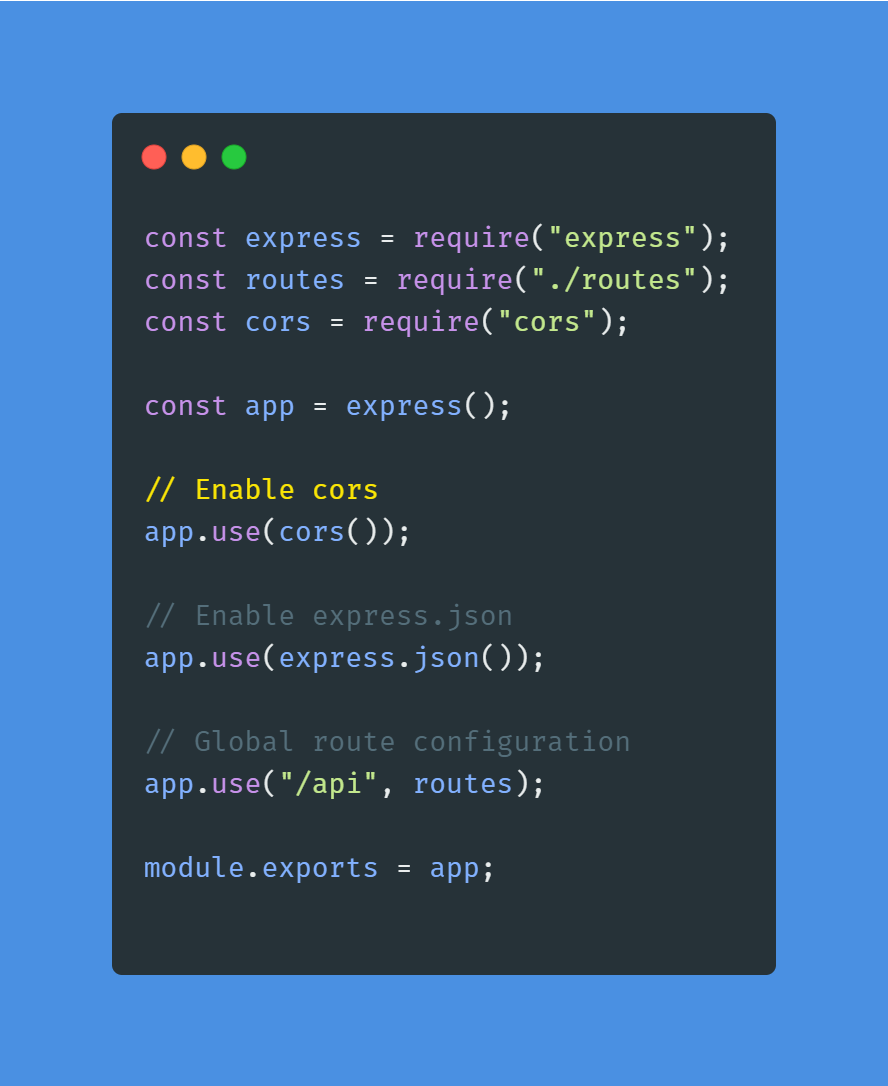 const express = require("express");
const routes = require("./routes");
const cors = require("cors");
const app = express();
// Enable cors
app.use(cors());
// Enable express.json
app.use(express.json());
// Global route configuration
app.use("/api", routes);
module.exports = app;